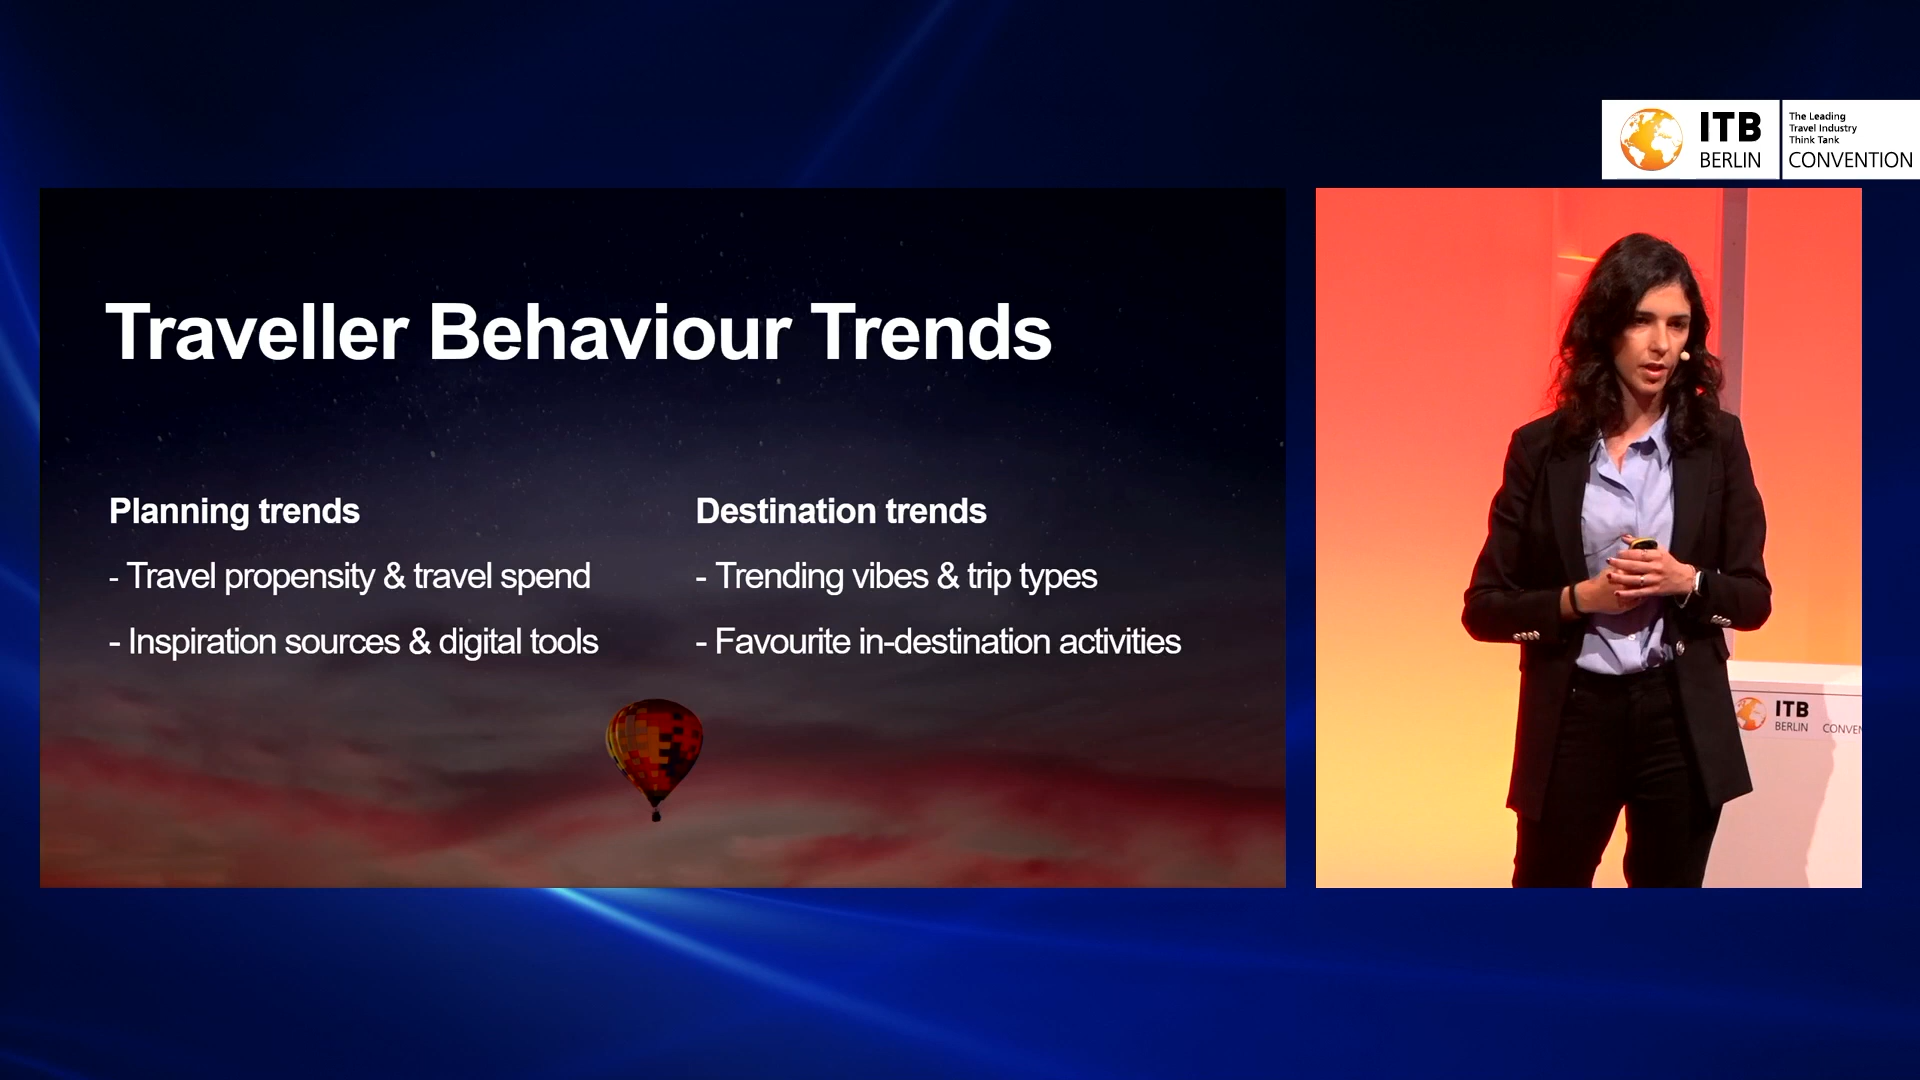 ITB
BERLIN
The Leading
Travel Industry
Think Tank
CONVENTION
Traveller Behaviour Trends
Planning trends
- Travel propensity & travel spend
- Inspiration sources & digital tools
Destination trends
- Trending vibes & trip types
- Favourite in-destination activities
ITB
BERLIN